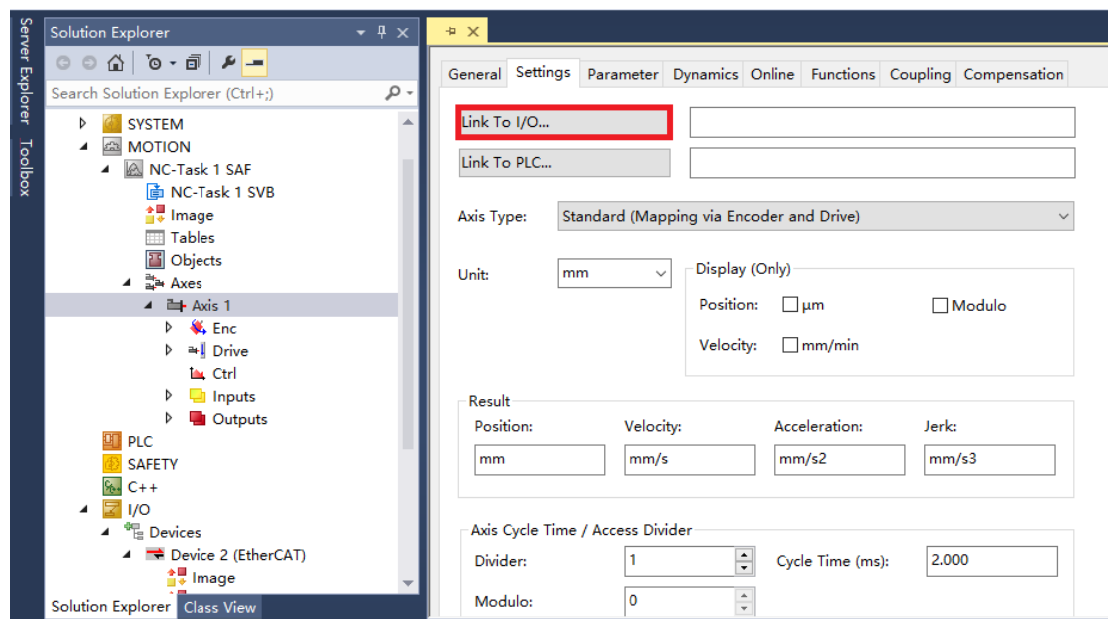 Server Explorer
Toolbox
Solution Explorer
Search Solution Explorer (Ctrl+;)
SYSTEM
MOTION
NC-Task 1 SAF
NC-Task 1 SVB
Image
Tables
Objects
Axes
Axis 1
Enc
Drive
Ctrl
Inputs
Outputs
PLC
SAFETY
C++
I/O
Devices
Device 2 (EtherCAT)
Image
Solution Explorer Class View
General Settings Parameter Dynamics Online Functions Coupling Compensation
Link To I/O...
Link To PLC...
Axis Type: Standard (Mapping via Encoder and Drive)
Unit: mm
Display (Only)
Position: μm Modulo
Velocity: mm/min
Result
Position: Velocity: Acceleration: Jerk:
mm mm/s mm/s2 mm/s3
Axis Cycle Time / Access Divider
Divider: 1 Cycle Time (ms): 2.000
Modulo: 0